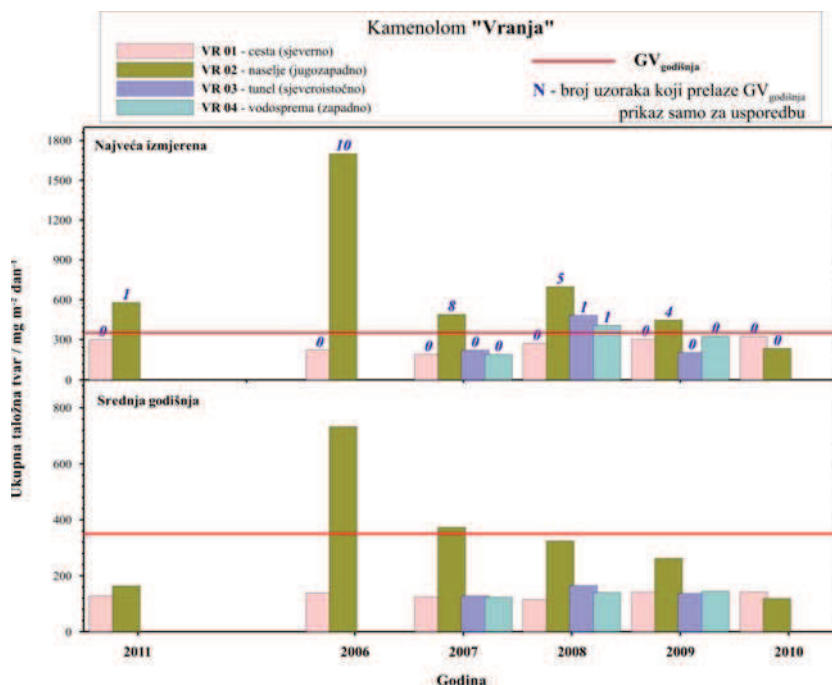 Kamenolom "Vranja"
VR 01 - cesta (sjeverno)
VR 02 - naselje (jugozapadno)
VR 03 - tunel (sjeveroistočno)
VR 04 - vodosprema (zapadno)
GVgodišnja
N - broj uzoraka koji prelaze GVgodišnja
prikaz samo za usporedbu
Ukupna taložna tvar / mg m⁻² dan⁻¹
Najveća izmjerena
1800
1500
1200
900
600
300
0
0 1
0 10
0 8 0 0
0 5 1 1
0 4 0 0
0 0
Srednja godišnja
800
600
400
200
0
2011 2006 2007 2008 2009 2010
Godina